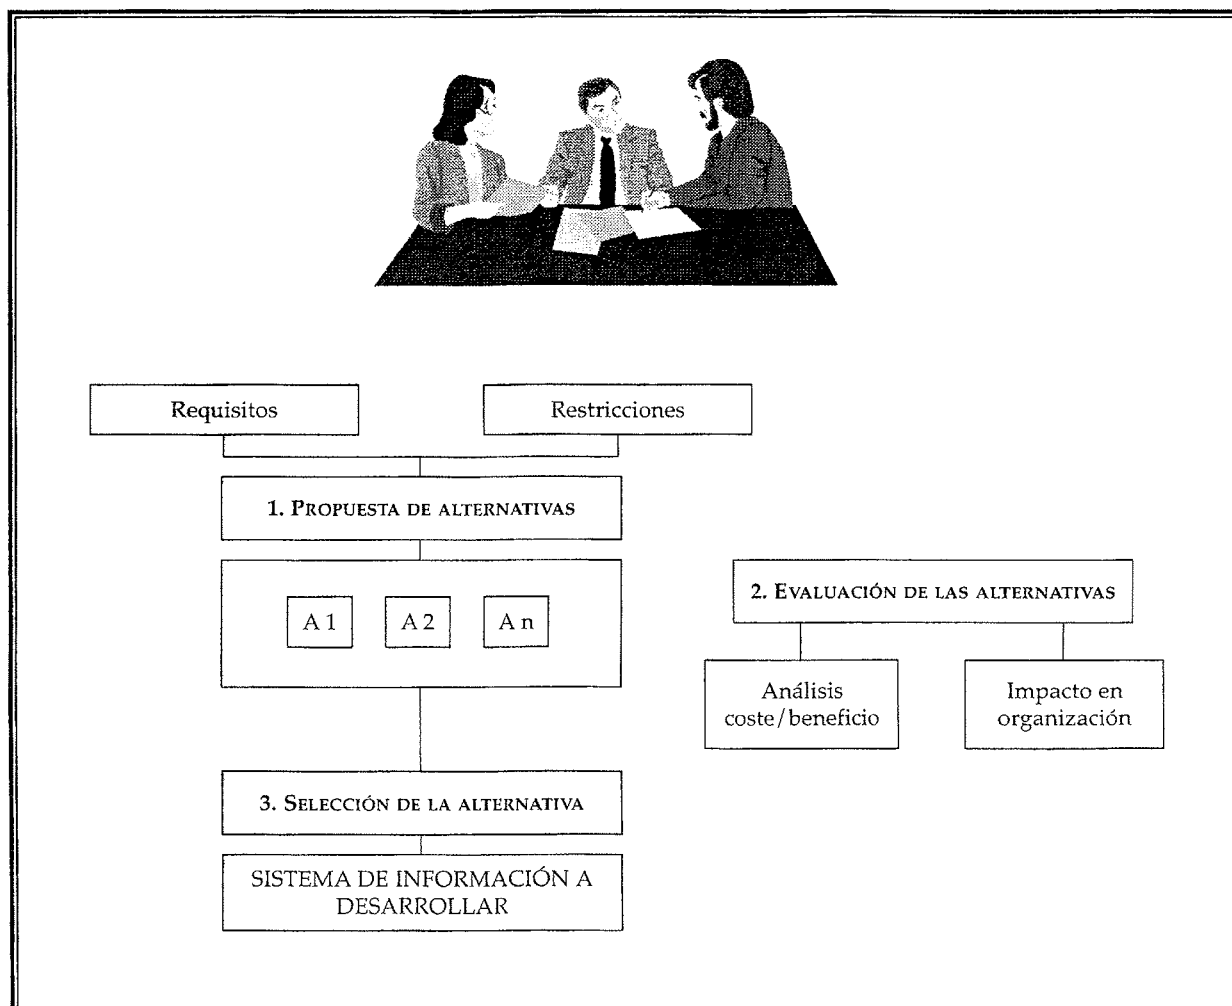 Requisitos
Restricciones
1. PROPUESTA DE ALTERNATIVAS
A 1
A 2
A n
2. EVALUACIÓN DE LAS ALTERNATIVAS
Análisis
coste/beneficio
Impacto en
organización
3. SELECCIÓN DE LA ALTERNATIVA
SISTEMA DE INFORMACIÓN A
DESARROLLAR